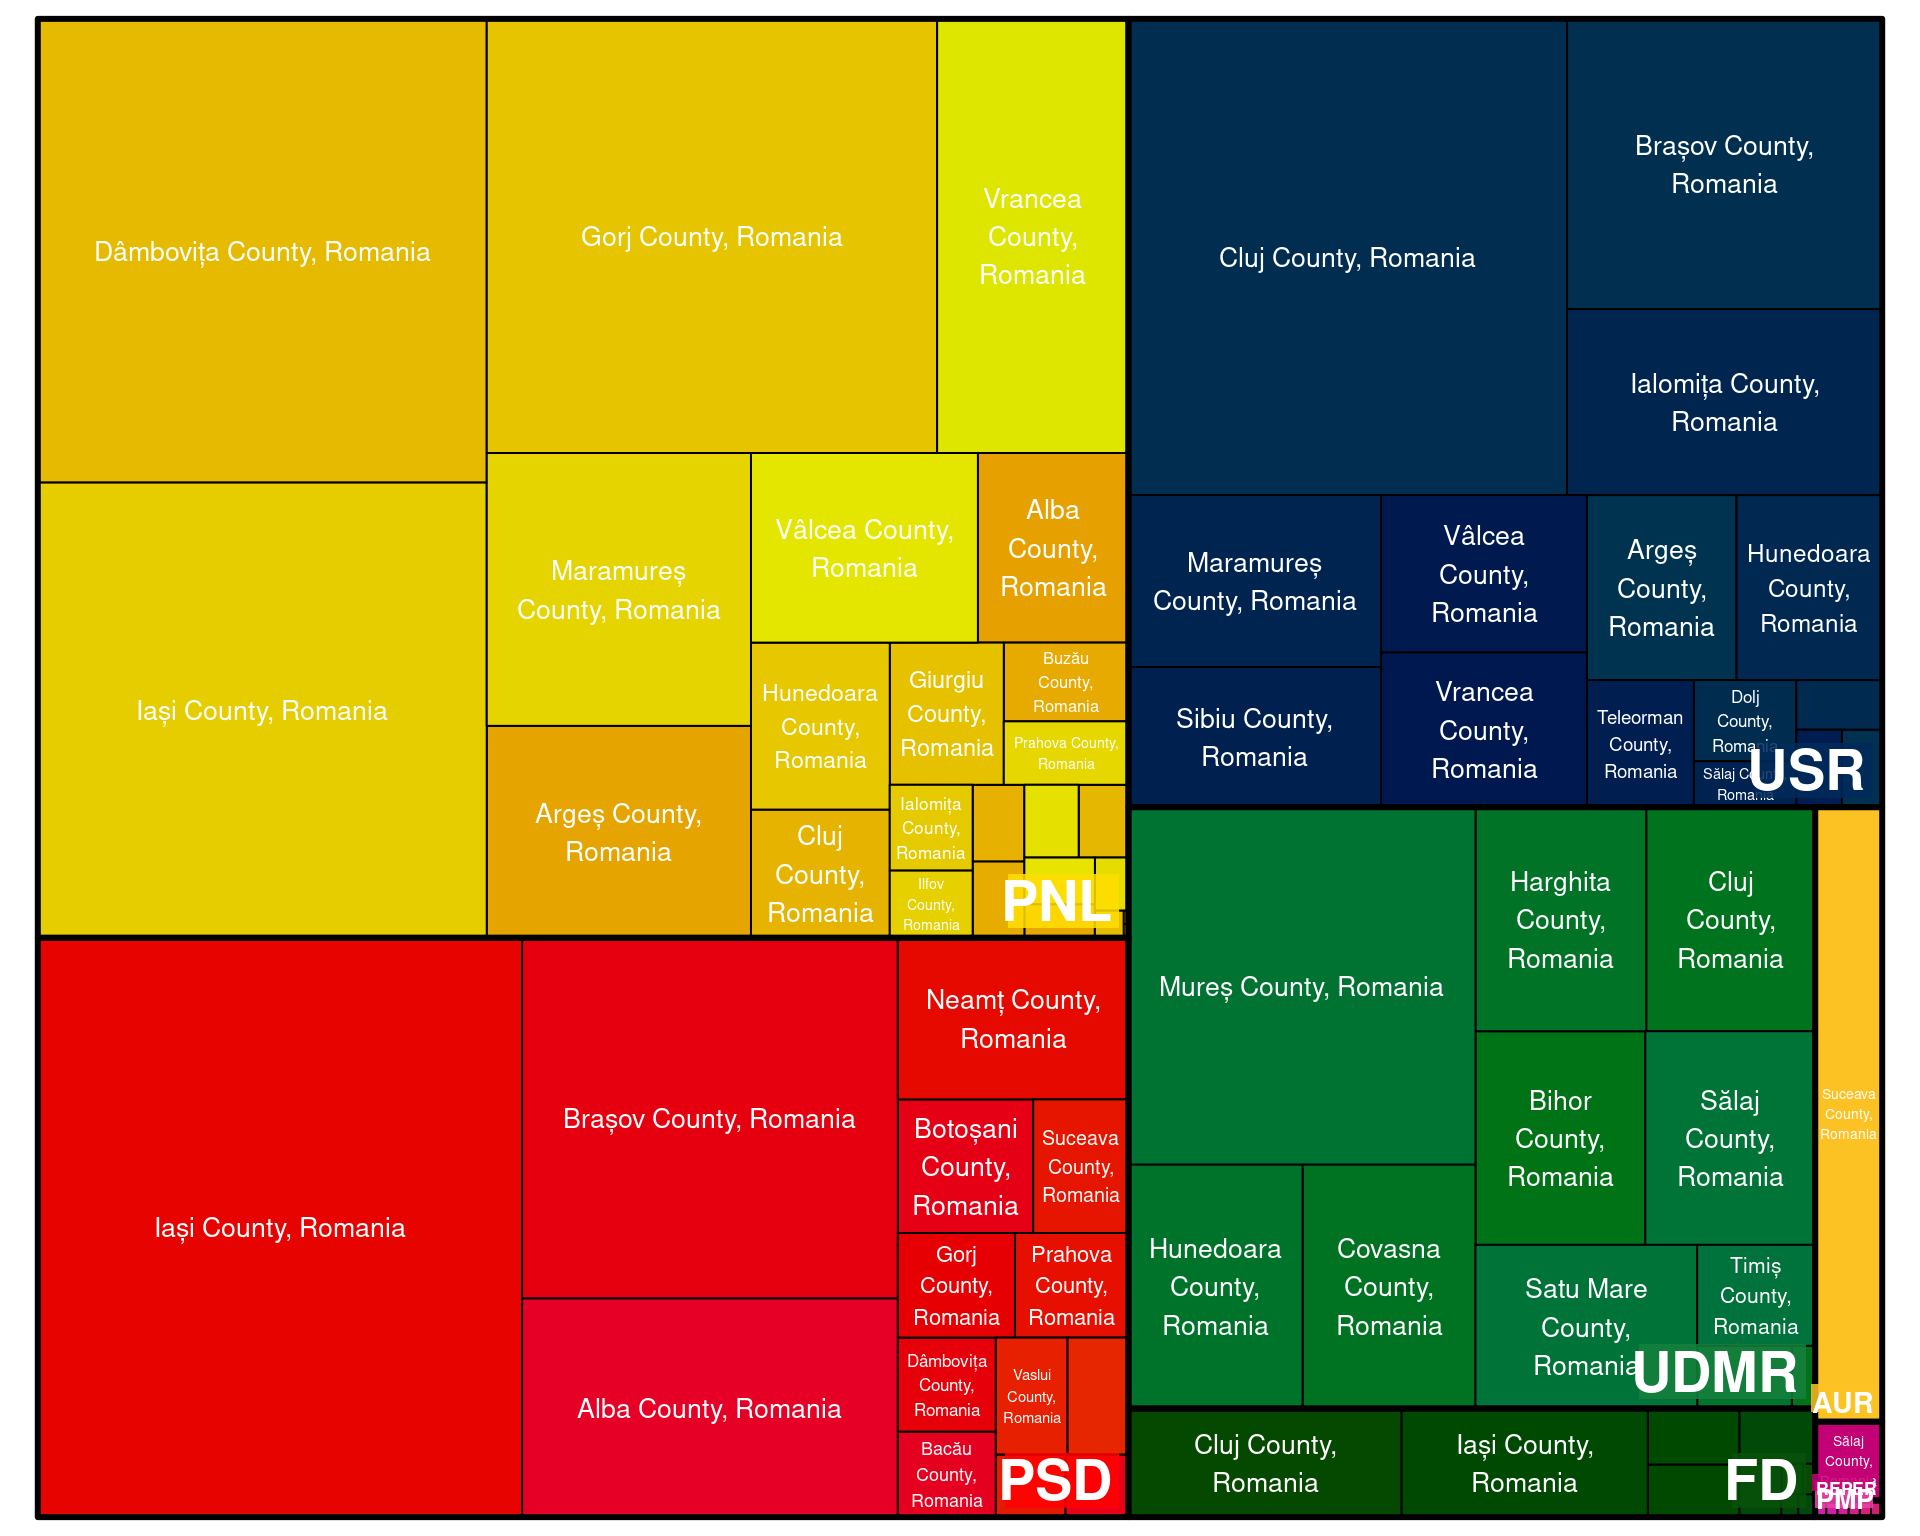 Dâmbovița County, Romania
Gorj County, Romania
Vrancea
County,
Romania
Iași County, Romania
Maramureș
County, Romania
Vâlcea County,
Romania
Alba
County,
Romania
Argeș County,
Romania
Hunedoara
County,
Romania
Giurgiu
County,
Romania
Buzău
County,
Romania
Prahova County,
Romania
Cluj
County,
Romania
Ialomița
County,
Romania
Ilfov
County,
Romania
PNL
Cluj County, Romania
Brașov County,
Romania
Ialomița County,
Romania
Maramureș
County, Romania
Vâlcea
County,
Romania
Argeș
County,
Romania
Hunedoara
County,
Romania
Sibiu County,
Romania
Vrancea
County,
Romania
Teleorman
County,
Romania
Dolj
County,
Romania
Sălaj County,
Romania
USR
Iași County, Romania
Brașov County, Romania
Alba County, Romania
Neamț County,
Romania
Botoșani
County,
Romania
Suceava
County,
Romania
Gorj
County,
Romania
Prahova
County,
Romania
Dâmbovița
County,
Romania
Vaslui
County,
Romania
Bacău
County,
Romania
PSD
Mureș County, Romania
Harghita
County,
Romania
Cluj
County,
Romania
Bihor
County,
Romania
Sălaj
County,
Romania
Hunedoara
County,
Romania
Covasna
County,
Romania
Satu Mare
County,
Romania
Timiș
County,
Romania
UDMR
Suceava
County,
Romania
AUR
Cluj County,
Romania
Iași County,
Romania
FD
Sălaj
County,
Romania
REPER
PMP